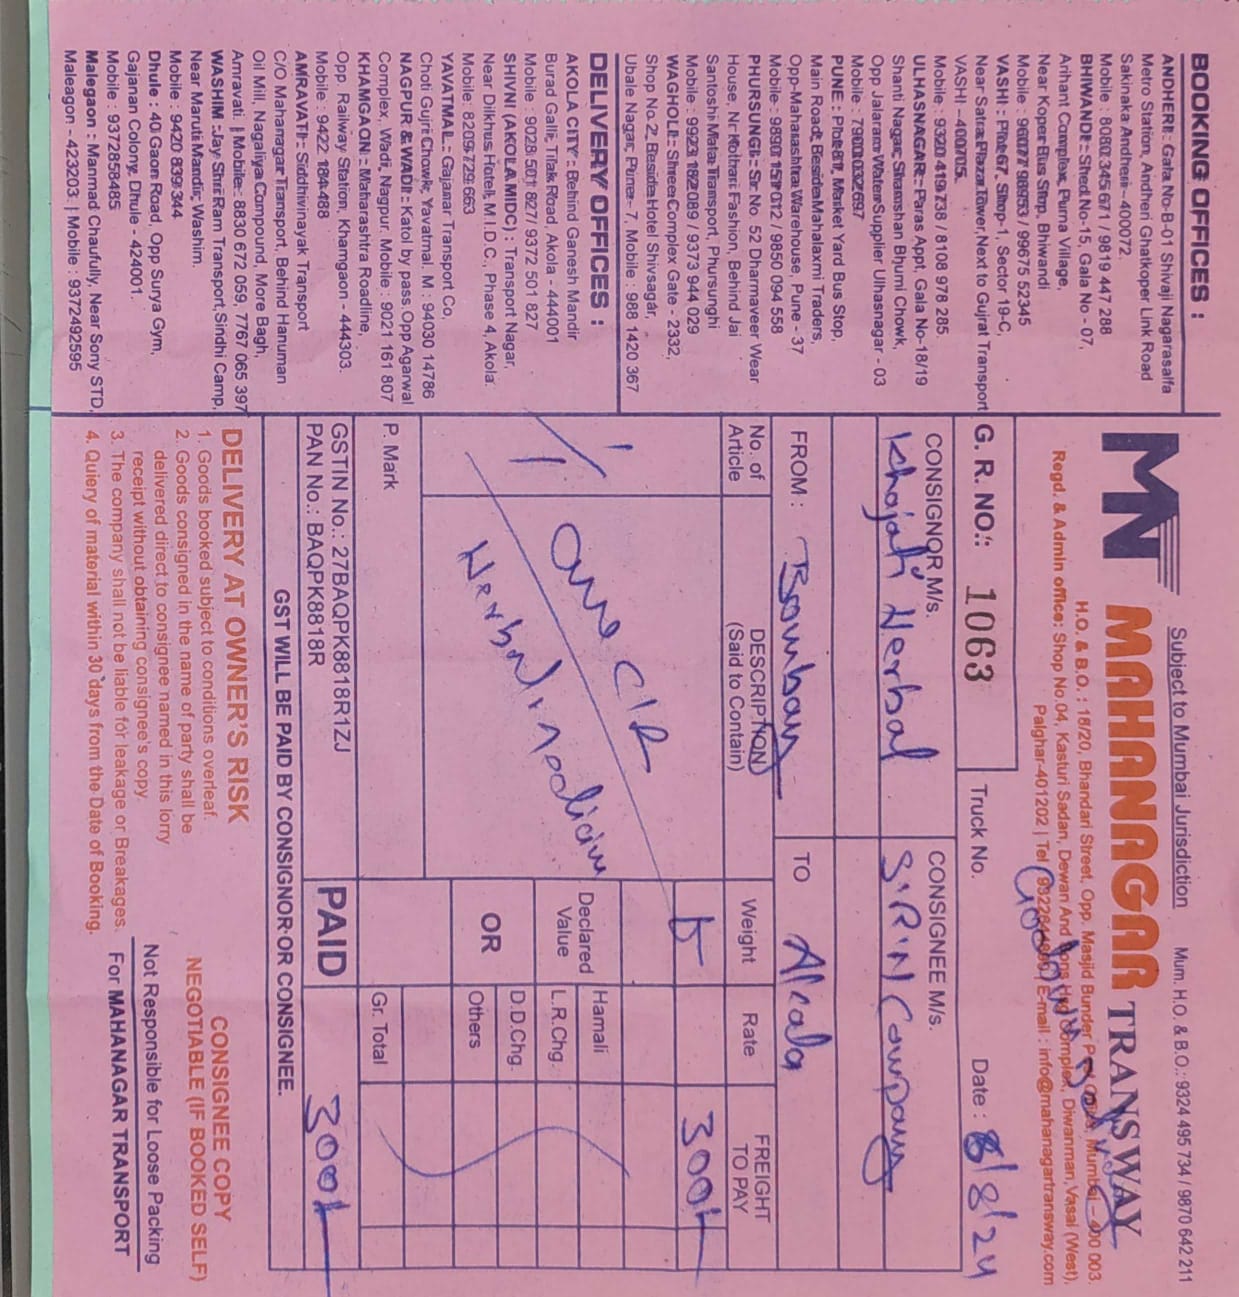 Subject to Mumbai Jurisdiction
Mum. H.O. & B.O.: 9324 495 734 / 9870 642 211
MN MAHANAGAR TRANSWAY
H.O. & B.O. : 16/20, Bhandari Street, Opp. Masjid Bunder Mumbai - 400 003.
Regd. & Admin office: Shop No.04, Kasturi Sadan, Dewan And Complex, Diwanman, Vasai (West),
Palghar-401202 | Tel E-mail : info@mahanagartransway.com
G. R. NO.: 1063
Truck No.
Date : 8/8/24
CONSIGNOR M/s.
Khojati Herbal
CONSIGNEE M/s.
S.R.N Company
FROM : Bombay
TO Akola
No. of Article
DESCRIPTION (Said to Contain)
Weight
Rate
FREIGHT TO PAY
300/-
One C/R
Herbal
Declared Value
OR
Hamali
L.R.Chg.
D.D.Chg.
Others
Gr. Total
P. Mark
GSTIN No.: 27BAQPK8818R1ZJ
PAN No.: BAQPK8818R
PAID
300/-
GST WILL BE PAID BY CONSIGNOR OR CONSIGNEE.
DELIVERY AT OWNER'S RISK
1. Goods booked subject to conditions overleaf.
2. Goods consigned in the name of party shall be
delivered direct to consignee named in this lorry
receipt without obtaining consignee's copy
3. The company shall not be liable for leakage or Breakages.
4. Quiery of material within 30 days from the Date of Booking.
CONSIGNEE COPY
NEGOTIABLE (IF BOOKED SELF)
Not Responsible for Loose Packing
For MAHANAGAR TRANSPORT
BOOKING OFFICES :
ANDHERI : Gala No-B-01 Shivaji Nagarasalfa
Metro Station, Andheri Ghatkoper Link Road
Sakinaka Andheri - 400072.
Mobile : 8080 345 671 / 9819 447 288
BHIWANDI : Shed No-15, Gala No - 07,
Arihant Complex, Purna Village,
Near Koper Bus Stop, Bhiwandi
Mobile : / 99675 52345
VASHI : Plot 67, Shop-1, Sector 19-C,
Near Satra Plaza Tower, Next to Gujrat Transport
VASHI - 400705.
Mobile : 9320 419 738 / 8108 978 285
ULHASNAGAR : Paras Appt, Gala No-18/19
Shanti Nagar, Shamshan Bhumi Chowk,
Opp Jalaram Water Supplier Ulhasnagar - 03
Mobile :
PUNE : Plot 87, Market Yard Bus Stop,
Main Road, Beside Mahalaxmi Traders,
Opp-Maharashtra Warehouse, Pune - 37
Mobile : 9890 151 012 / 9850 094 558
PHURSUNGI : Sr. No. 52 Dharmaveer Wear
House, Nr. Kothari Fashion, Behind Jai
Santoshi Matar Transport, Phursunghi
Mobile : 9923 182 089 / 9373 944 029
WAGHOLI : Shree Complex Gate - 2332,
Shop No.2, Besides Hotel Shivsagar,
Ubale Nagar, Pune - 7, Mobile : 988 1420 367
DELIVERY OFFICES :
AKOLA CITY : Behind Ganesh Mandir
Burad Galli, Tilak Road, Akola - 44001
Mobile : 9028 501 827/ 9372 501 827
SHIVNI (AKOLA MIDC) : Transport Nagar,
Near Dilkhus Hotel, M.I.D.C., Phase 4, Akola.
Mobile : 8209 729 663
YAVATMAL : Gajanar Transport Co,
Choti Gujri Chowk, Yavatmal. M : 94030 14786
NAGPUR & WADI : Katol by pass Opp Agarwal
Complex, Wadi, Nagpur. Mobile : 9021 161 807
KHAMGAON : Maharashtra Roadline,
Opp. Railway Station, Khamgaon - 444303.
Mobile : 9422 184 488
AMRAVATI : Siddhivinayak Transport
C/O Mahanagar Transport, Behind Hanuman
Oil Mill, Nagaliya Compound, More Bagh,
Amravati. | Mobile : 8830 672 059, 7767 065 397
WASHIM : Jay Shri Ram Transport, Sindhi Camp,
Near Maruti Mandir, Washim.
Mobile : 9420 839 344
Dhule : 40 Gaon Road, Opp Surya Gym,
Gajanan Colony, Dhule - 424001.
Mobile : 9372858485
Malegaon : Manmad Chaufully, Near Sony STD,
Maleagon - 423203. | Mobile : 9372492595